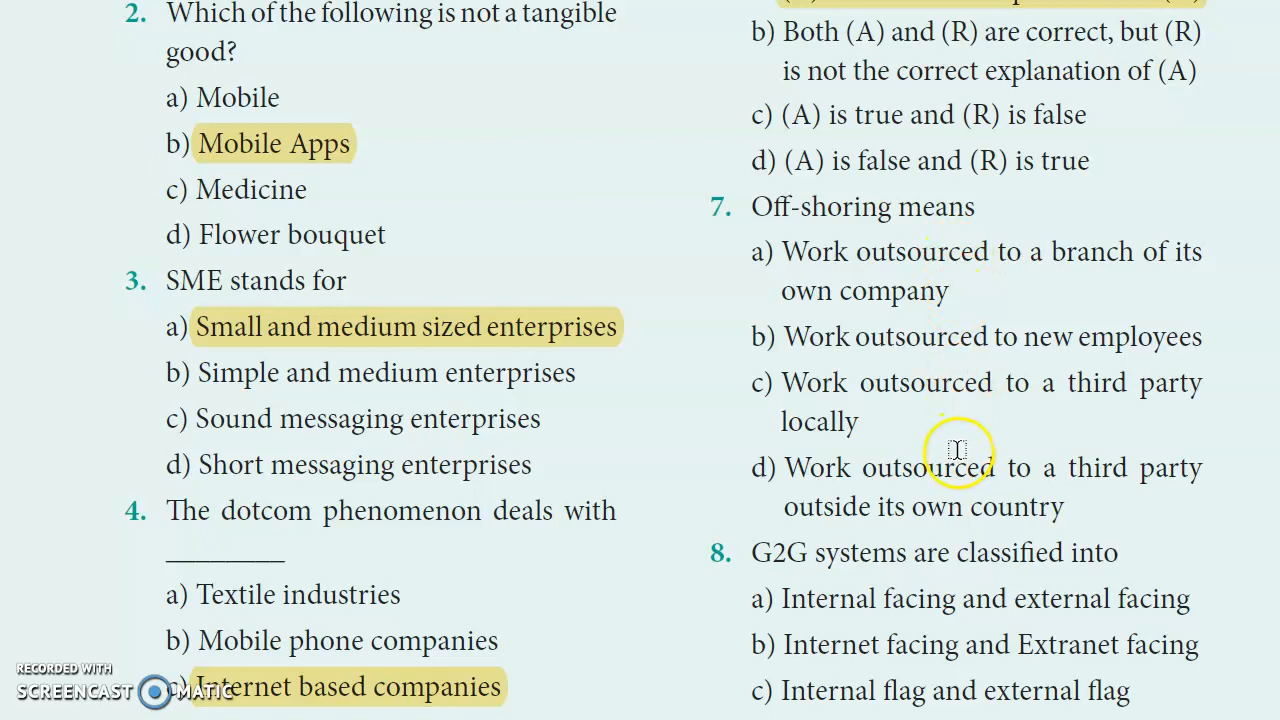 2. Which of the following is not a tangible
good?
a) Mobile
b) Mobile Apps
c) Medicine
d) Flower bouquet
3. SME stands for
a) Small and medium sized enterprises
b) Simple and medium enterprises
c) Sound messaging enterprises
d) Short messaging enterprises
4. The dotcom phenomenon deals with
________
a) Textile industries
b) Mobile phone companies
c) Internet based companies
b) Both (A) and (R) are correct, but (R)
is not the correct explanation of (A)
c) (A) is true and (R) is false
d) (A) is false and (R) is true
7. Off-shoring means
a) Work outsourced to a branch of its
own company
b) Work outsourced to new employees
c) Work outsourced to a third party
locally
d) Work outsourced to a third party
outside its own country
8. G2G systems are classified into
a) Internal facing and external facing
b) Internet facing and Extranet facing
c) Internal flag and external flag
RECORDED WITH
SCREENCAST MATIC